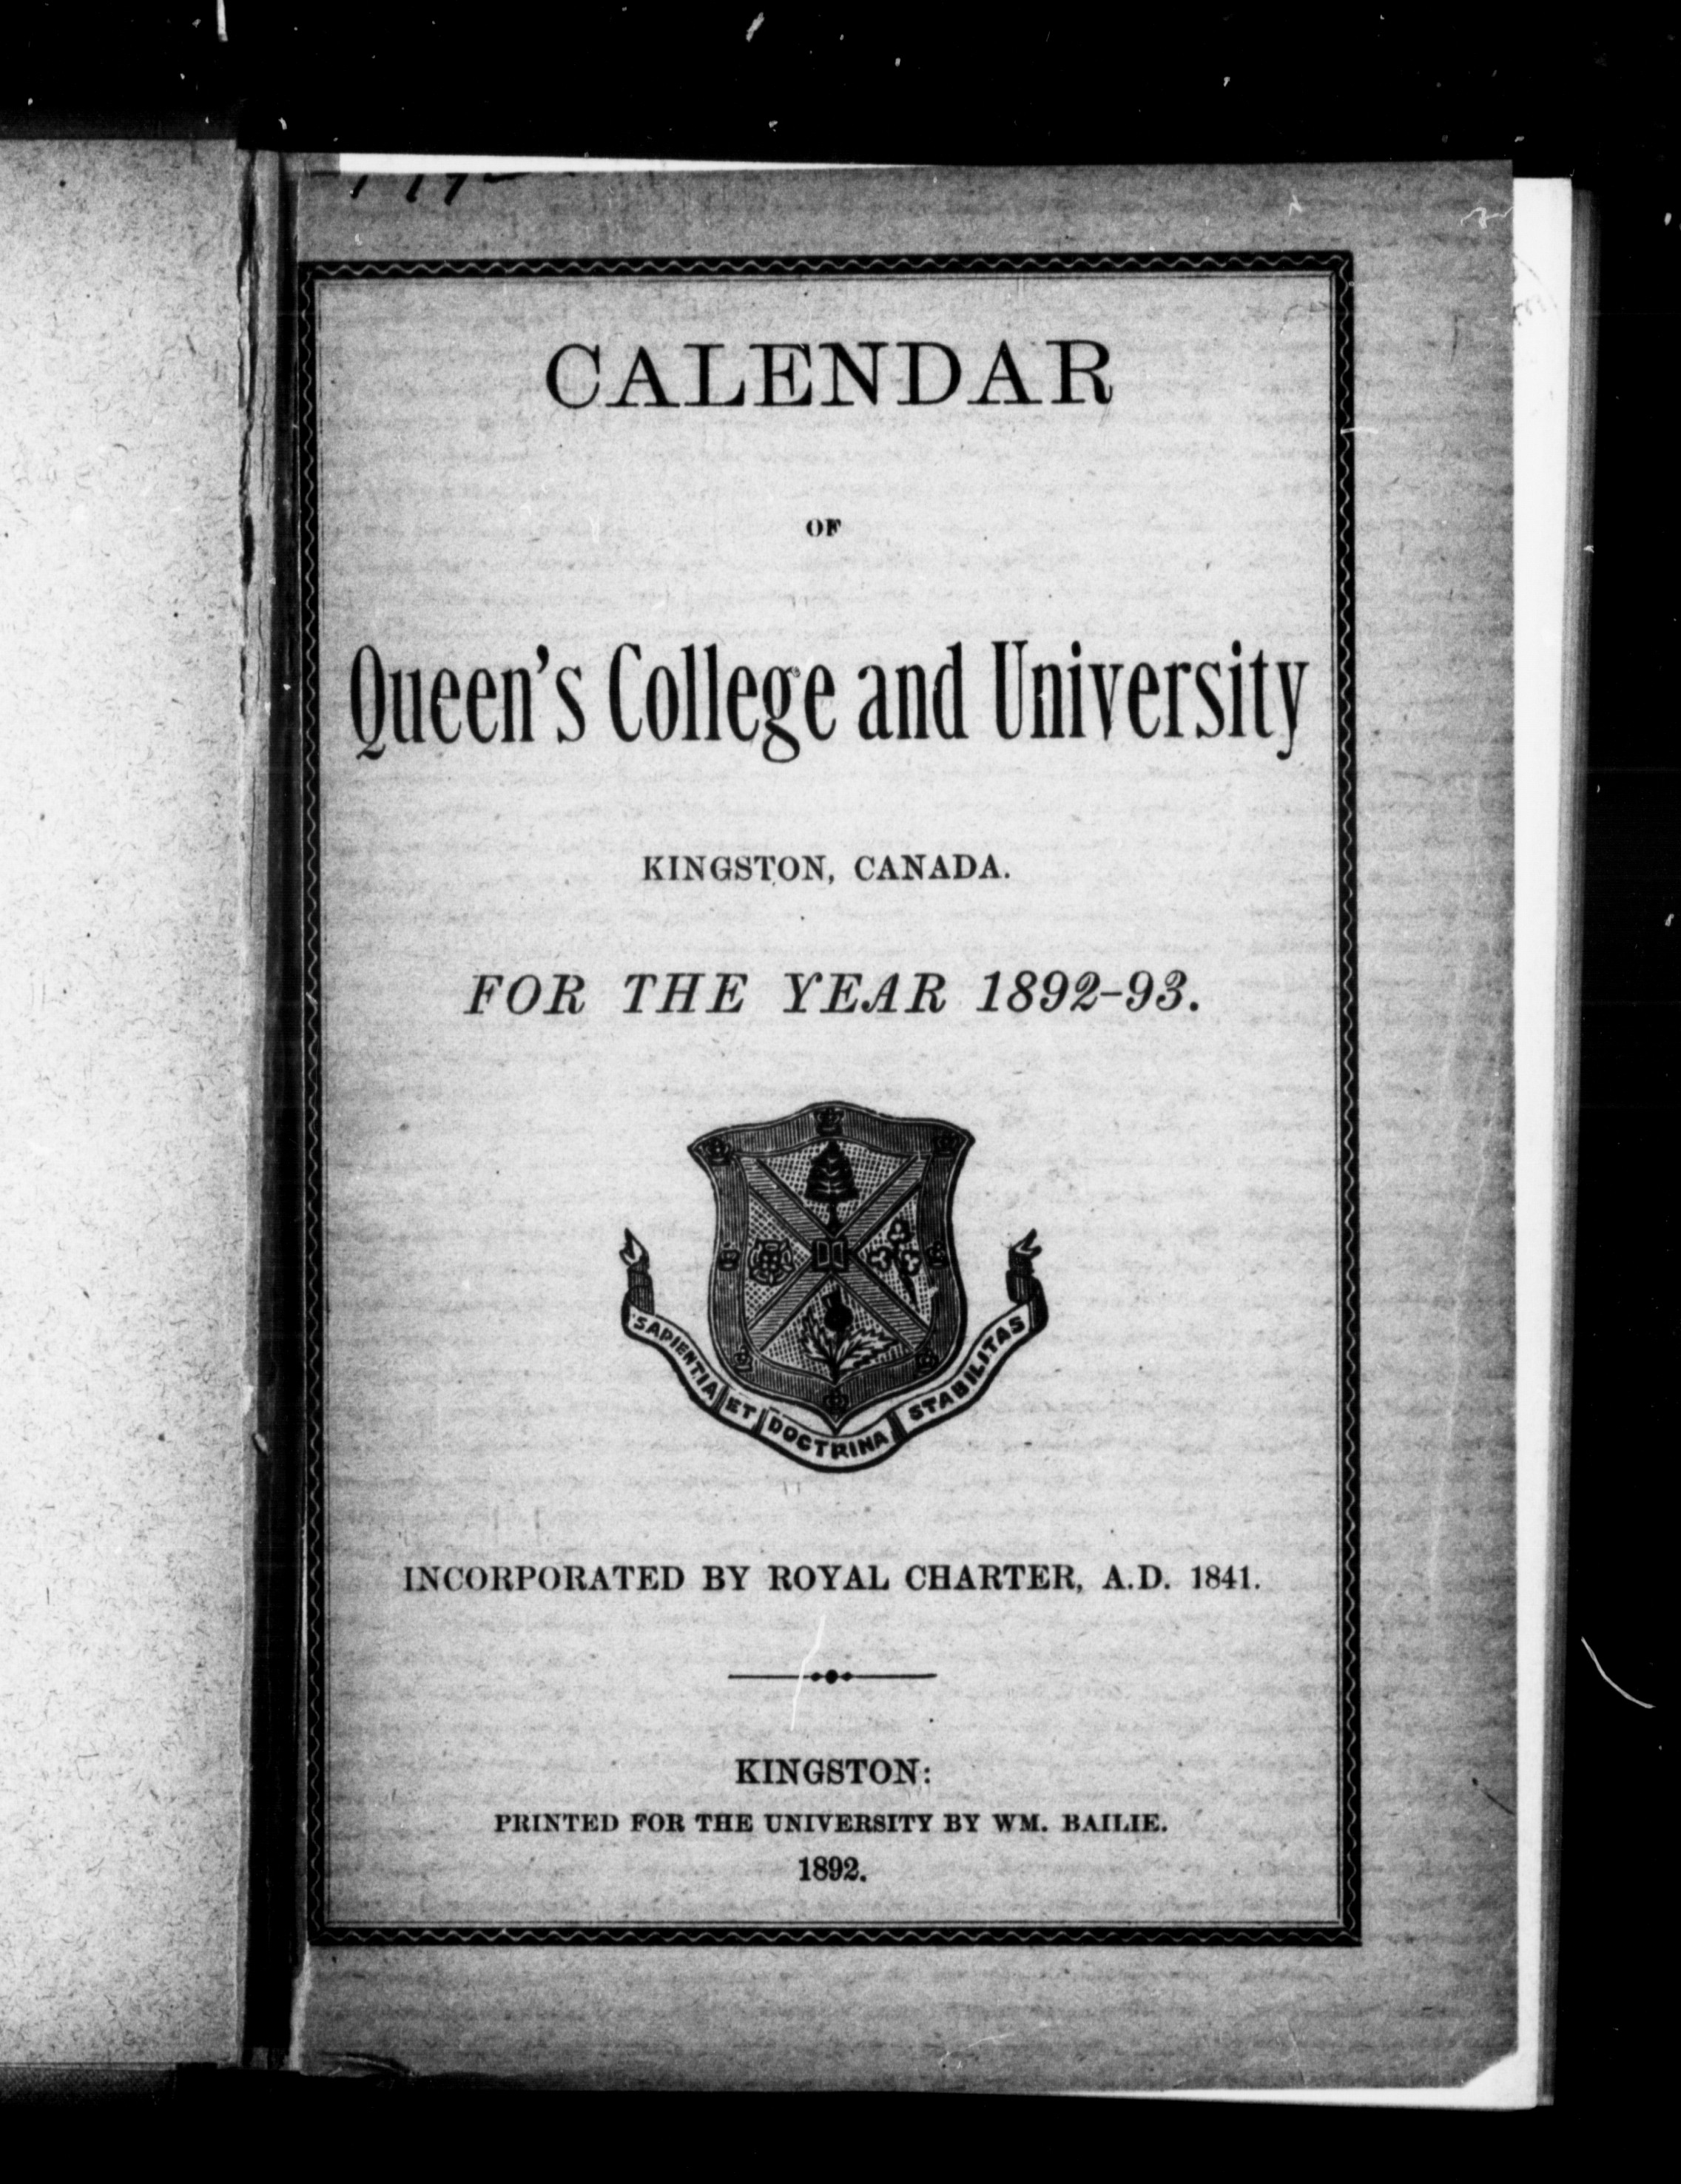 CALENDAR
OF
Queen's College and University
KINGSTON, CANADA.
FOR THE YEAR 1892-93.
SAPIENTIA ET DOCTRINA STABILITAS
INCORPORATED BY ROYAL CHARTER, A.D. 1841.
KINGSTON:
PRINTED FOR THE UNIVERSITY BY WM. BAILIE.
1892.